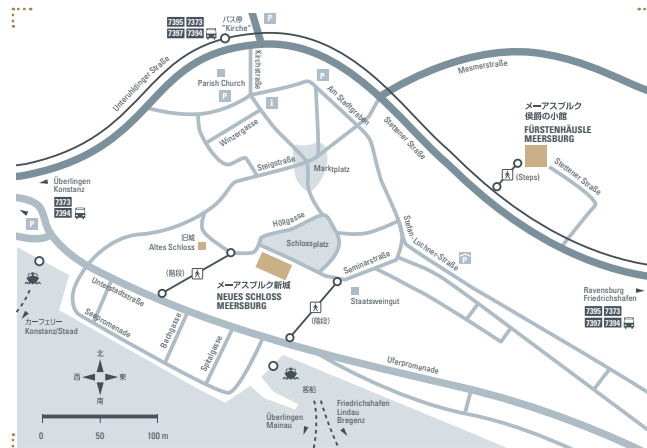 7395 7373
7397 7394
バス停
"Kirche"
P
Unteruhldinger Straße
Kirchstraße
Parish Church
P
i
P
Am Stadtgraben
Mesmerstraße
Stettener Straße
メーアスブルク
侯爵の小館
FÜRSTENHÄUSLE
MEERSBURG
(Steps)
Stettener Straße
Winzergasse
Steigstraße
Marktplatz
Überlingen
Konstanz
7373
7394
P
旧城
Altes Schloss
Höllgasse
Schlossplatz
Stefan-Lochner-Straße
P
(階段)
メーアスブルク新城
NEUES SCHLOSS
MEERSBURG
Seminarstraße
Staatsweingut
(階段)
Ravensburg
Friedrichshafen
7395 7373
7397 7394
Unterstadtstraße
Seepromenade
Bachgasse
Spitalgasse
Uferpromenade
カーフェリー
Konstanz/Staad
北
西
東
南
客船
Überlingen
Mainau
Friedrichshafen
Lindau
Bregenz
0 50 100 m